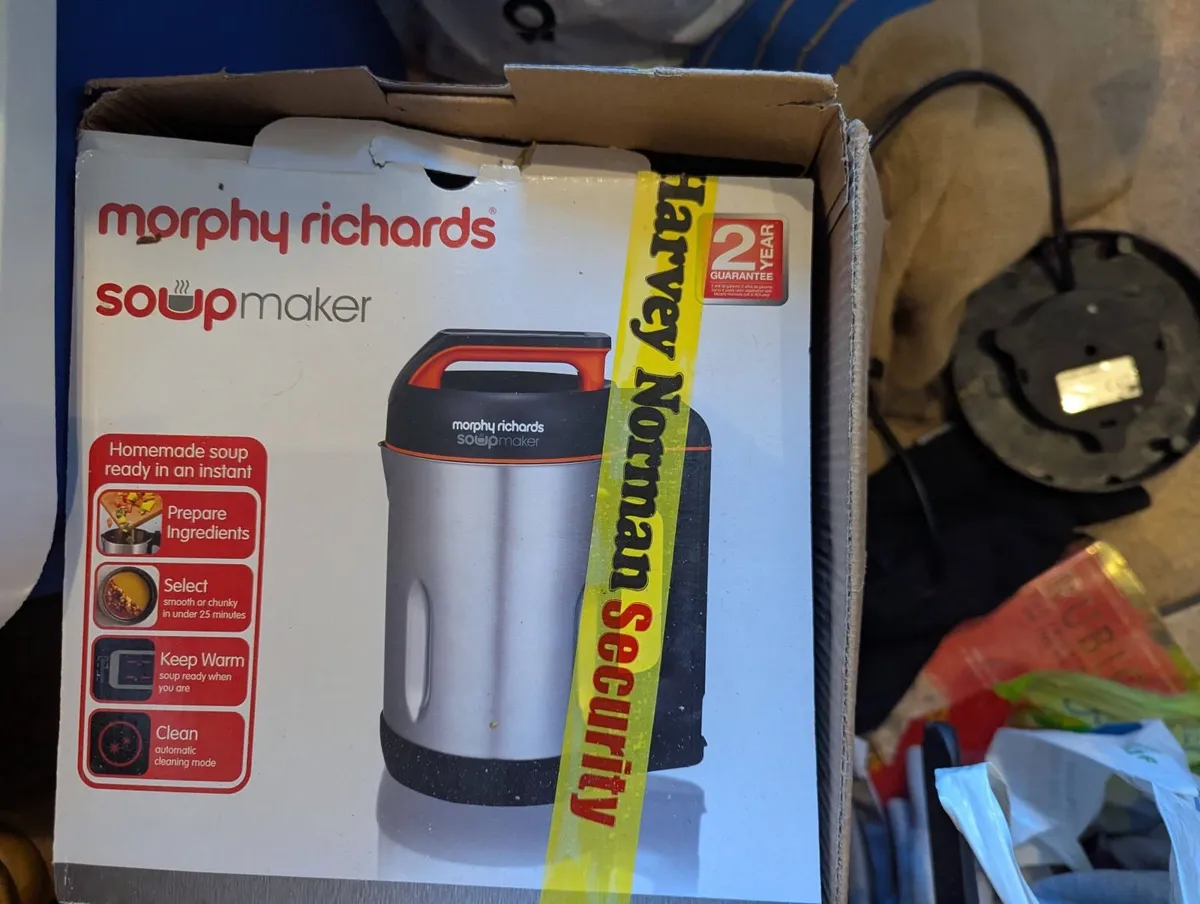 morphy richards®
soupmaker
Harvey Norman Security
2 YEAR
GUARANTEE
morphy richards
soupmaker
Homemade soup
ready in an instant
Prepare
Ingredients
Select
smooth or chunky
in under 25 minutes
Keep Warm
soup ready when
you are
Clean
automatic
cleaning mode